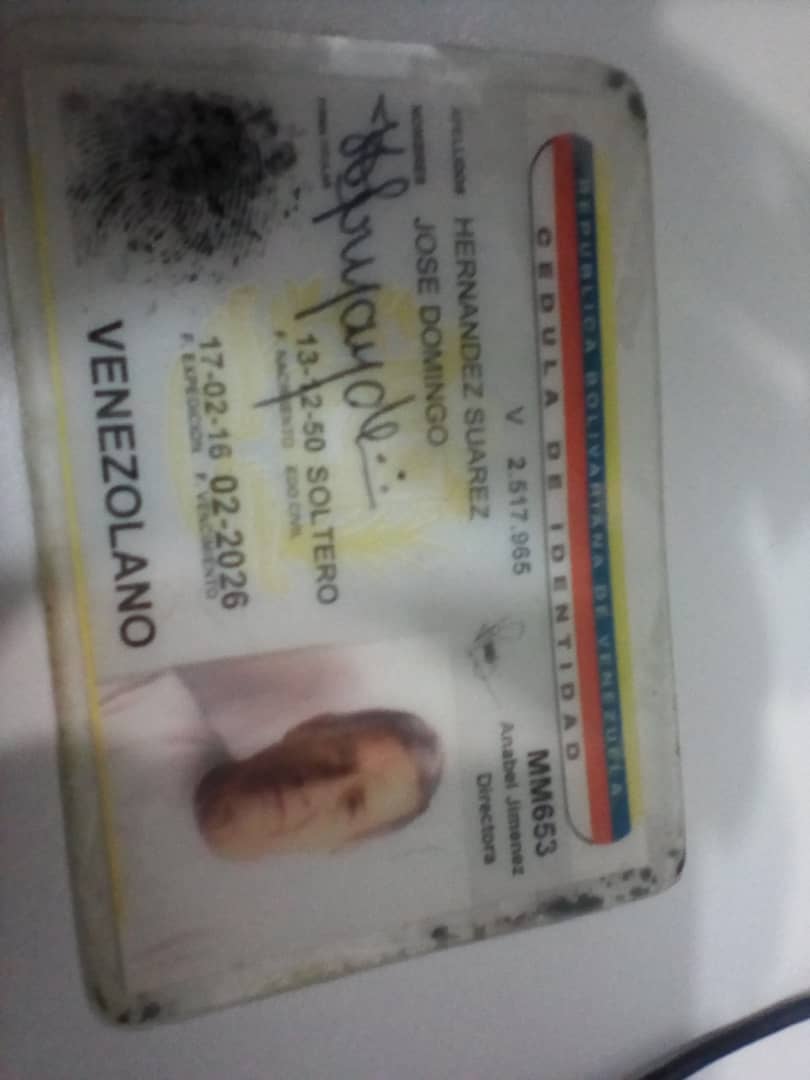 REPUBLICA BOLIVARIANA DE VENEZUELA
CEDULA DE IDENTIDAD
V 2.517.965
MM653
Anabel Jimenez
Directora
APELLIDOS HERNANDEZ SUAREZ
NOMBRES JOSE DOMINGO
FIRMA TITULAR
13-12-50 SOLTERO
F. NACIMIENTO EDO CIVIL
17-02-16 02-2026
F. EXPEDICION F. VENCIMIENTO
VENEZOLANO